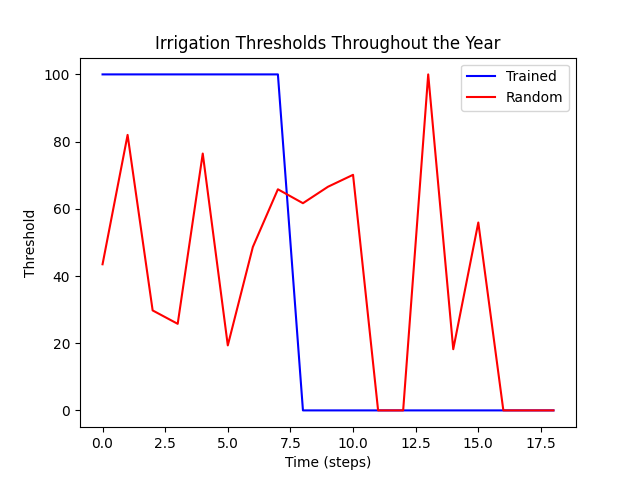 Irrigation Thresholds Throughout the Year
Trained
Random
Threshold
100
80
60
40
20
0
0.0 2.5 5.0 7.5 10.0 12.5 15.0 17.5
Time (steps)